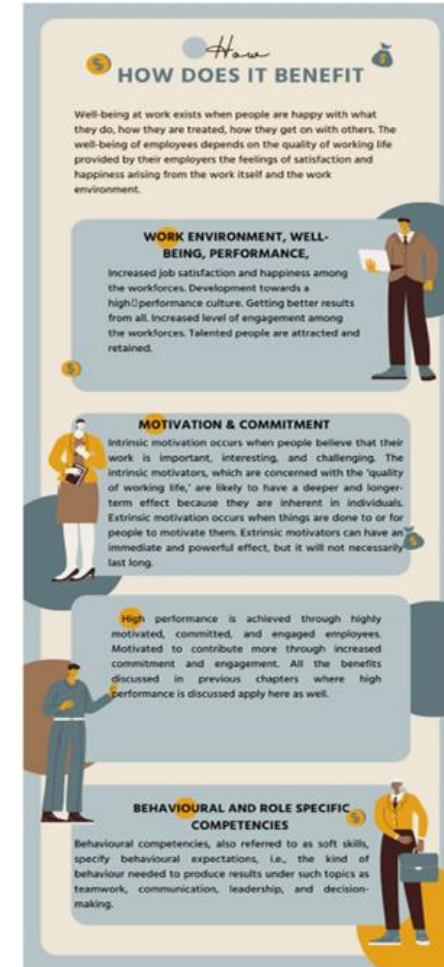 How
HOW DOES IT BENEFIT
Well-being at work exists when people are happy with what
they do, how they are treated, how they get on with others. The
well-being of employees depends on the quality of working life
provided by their employers the feelings of satisfaction and
happiness arising from the work itself and the work
environment.
WORK ENVIRONMENT, WELL-
BEING, PERFORMANCE,
Increased job satisfaction and happiness among
the workforces. Development towards a
high▯performance culture. Getting better results
from all. Increased level of engagement among
the workforces. Talented people are attracted and
retained.
MOTIVATION & COMMITMENT
Intrinsic motivation occurs when people believe that their
work is important, interesting, and challenging. The
intrinsic motivators, which are concerned with the 'quality
of working life,' are likely to have a deeper and longer-
term effect because they are inherent in individuals.
Extrinsic motivation occurs when things are done to or for
people to motivate them. Extrinsic motivators can have an
immediate and powerful effect, but it will not necessarily
last long.
High performance is achieved through highly
motivated, committed, and engaged employees.
Motivated to contribute more through increased
commitment and engagement. All the benefits
discussed in previous chapters where high
performance is discussed apply here as well.
BEHAVIOURAL AND ROLE SPECIFIC
COMPETENCIES
Behavioural competencies, also referred to as soft skills,
specify behavioural expectations, i.e., the kind of
behaviour needed to produce results under such topics as
teamwork, communication, leadership, and decision-
making.